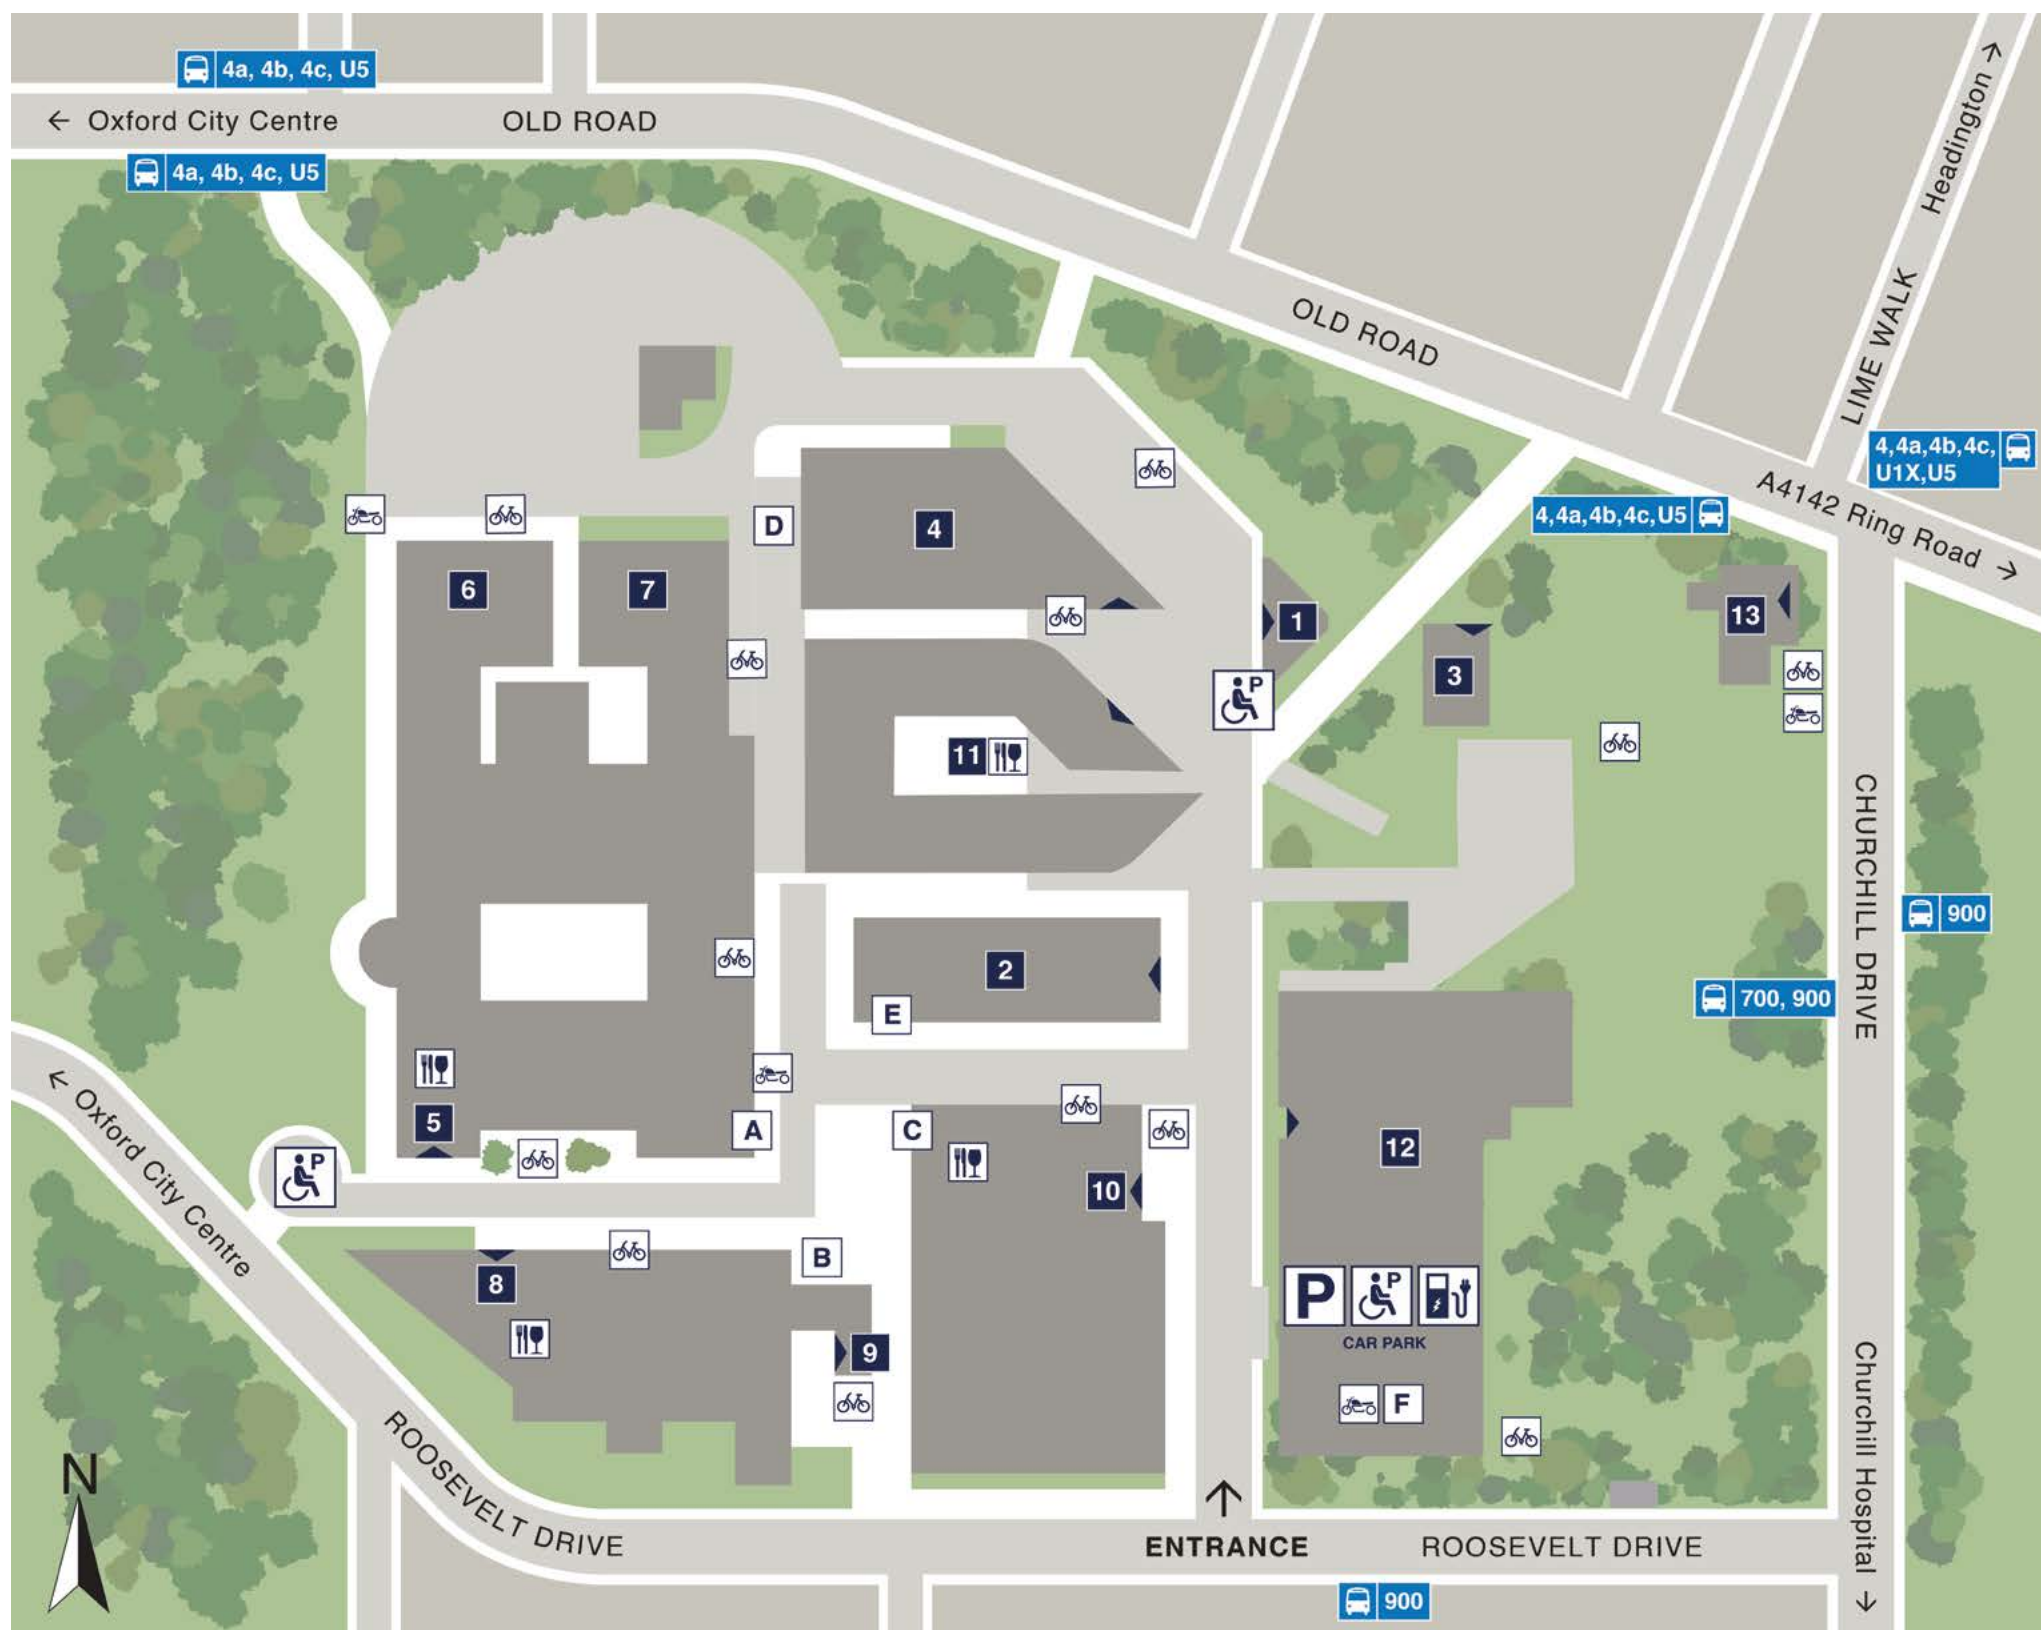 4a, 4b, 4c, U5
← Oxford City Centre
OLD ROAD
4a, 4b, 4c, U5
Headington →
OLD ROAD
LIME WALK
4,4a,4b,4c,
U1X,U5
A4142 Ring Road →
4,4a,4b,4c,U5
D
4
6
7
1
13
3
P
11
CHURCHILL DRIVE
900
2
700, 900
E
← Oxford City Centre
5
A
C
12
P
10
B
8
P
P
CAR PARK
9
F
Churchill Hospital →
N
ROOSEVELT DRIVE
ENTRANCE
ROOSEVELT DRIVE
900